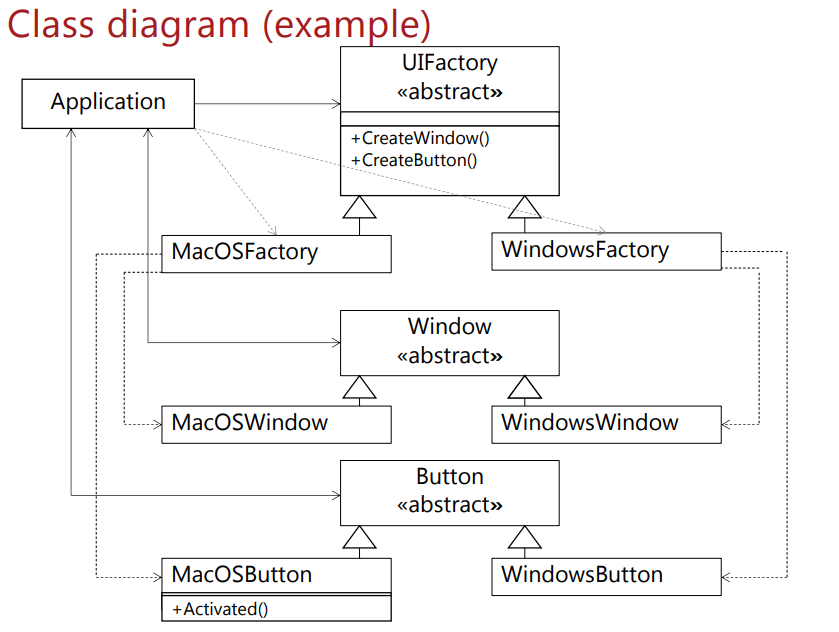 Class diagram (example)
UIFactory
«abstract»
Application
+CreateWindow()
+CreateButton()
MacOSFactory
WindowsFactory
Window
«abstract»
MacOSWindow
WindowsWindow
Button
«abstract»
MacOSButton
WindowsButton
+Activated()